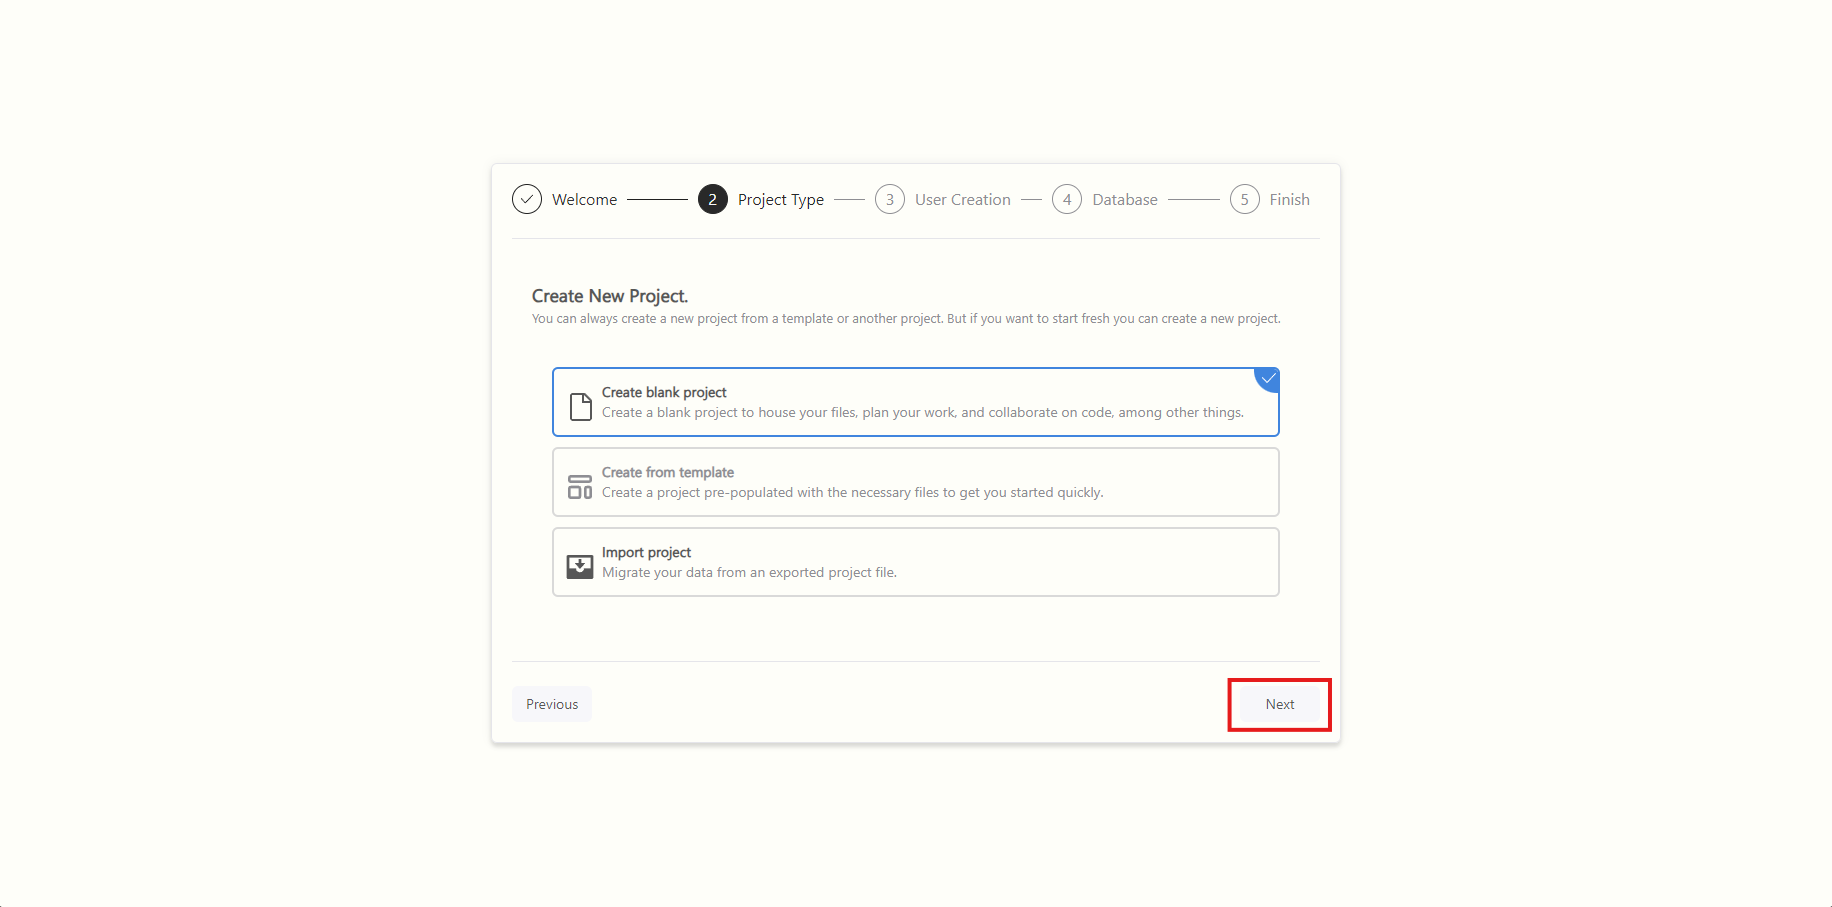 Welcome
2 Project Type
3 User Creation
4 Database
5 Finish
Create New Project.
You can always create a new project from a template or another project. But if you want to start fresh you can create a new project.
Create blank project
Create a blank project to house your files, plan your work, and collaborate on code, among other things.
Create from template
Create a project pre-populated with the necessary files to get you started quickly.
Import project
Migrate your data from an exported project file.
Previous
Next